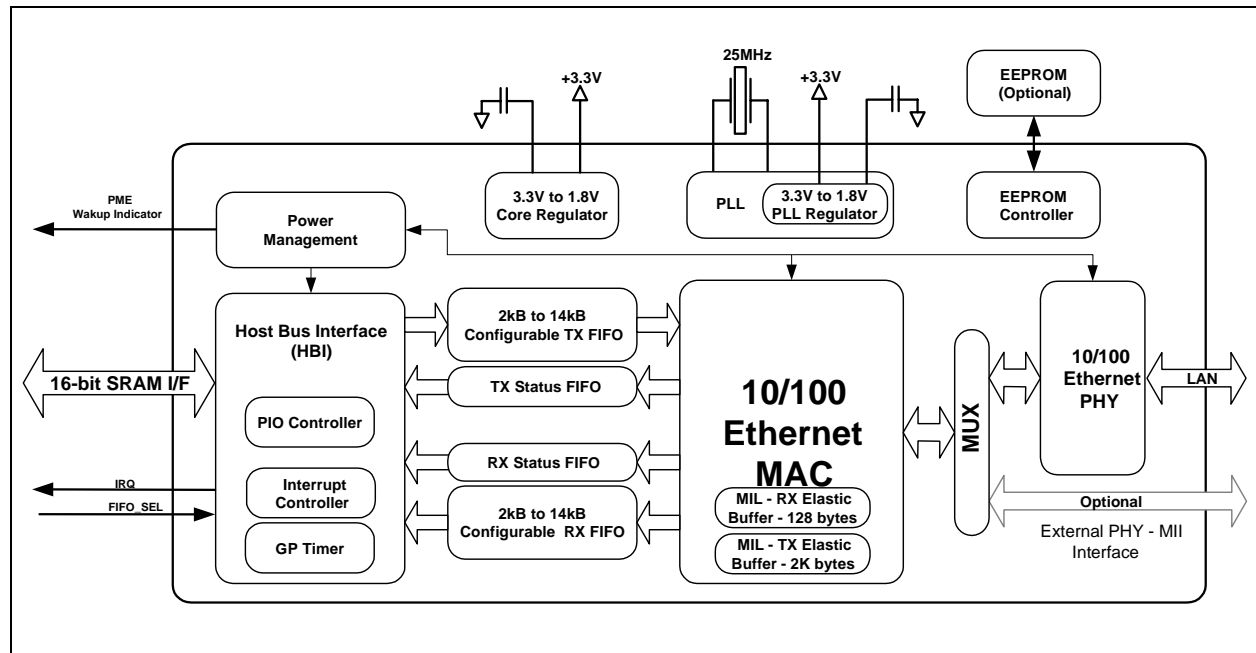 25MHz
+3.3V
+3.3V
EEPROM
(Optional)
3.3V to 1.8V
Core Regulator
PLL
3.3V to 1.8V
PLL Regulator
EEPROM
Controller
PME
Wakup Indicator
Power
Management
Host Bus Interface
(HBI)
2kB to 14kB
Configurable TX FIFO
TX Status FIFO
RX Status FIFO
2kB to 14kB
Configurable RX FIFO
16-bit SRAM I/F
PIO Controller
IRQ
FIFO_SEL
Interrupt
Controller
GP Timer
10/100
Ethernet
MAC
MIL - RX Elastic
Buffer - 128 bytes
MIL - TX Elastic
Buffer - 2K bytes
MUX
10/100
Ethernet
PHY
LAN
Optional
External PHY - MII
Interface